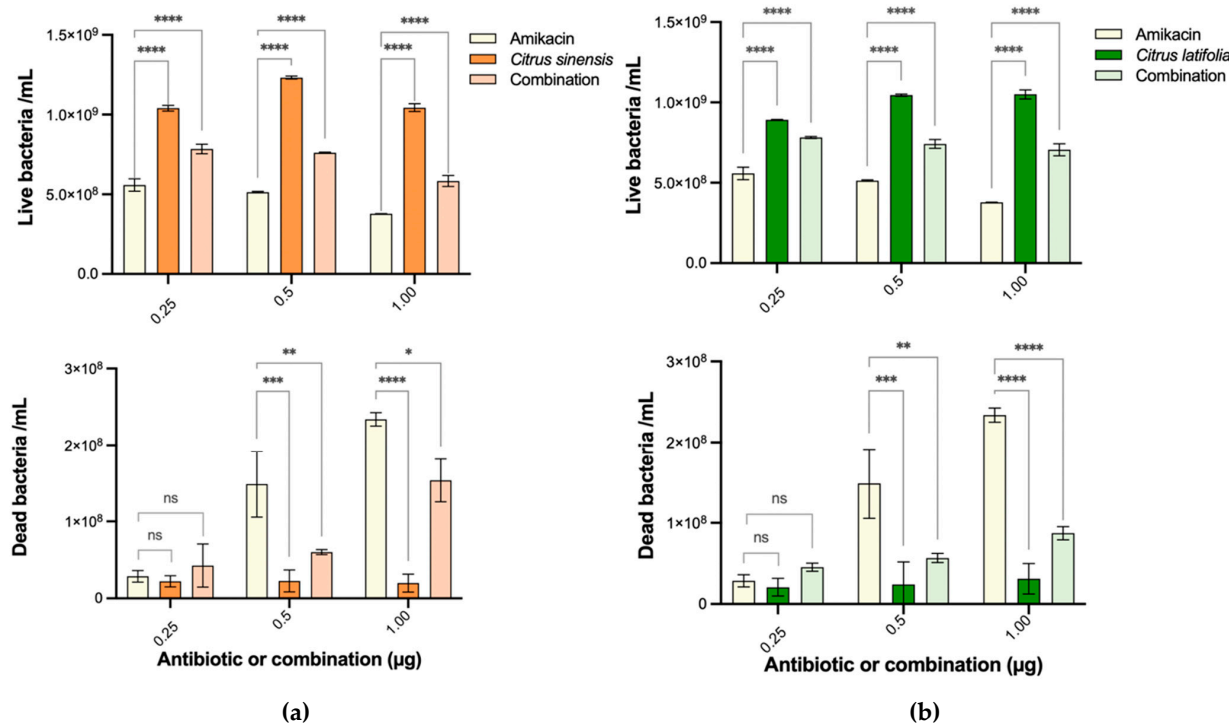 **** ****
**** **** ****
****
1.5×10⁹
1.0×10⁹
5.0×10⁸
0.0
Live bacteria /mL
0.25
0.5
1.00
Amikacin
Citrus sinensis
Combination
ns
ns
**
***
*
****
3×10⁸
2×10⁸
1×10⁸
0
Dead bacteria /mL
0.25
0.5
1.00
Antibiotic or combination (µg)
(a)
**** **** ****
**** **** ****
1.5×10⁹
1.0×10⁹
5.0×10⁸
0.0
Live bacteria /mL
0.25
0.5
1.00
Amikacin
Citrus latifolia
Combination
ns
ns
**
***
****
****
3×10⁸
2×10⁸
1×10⁸
0
Dead bacteria /mL
0.25
0.5
1.00
Antibiotic or combination (µg)
(b)